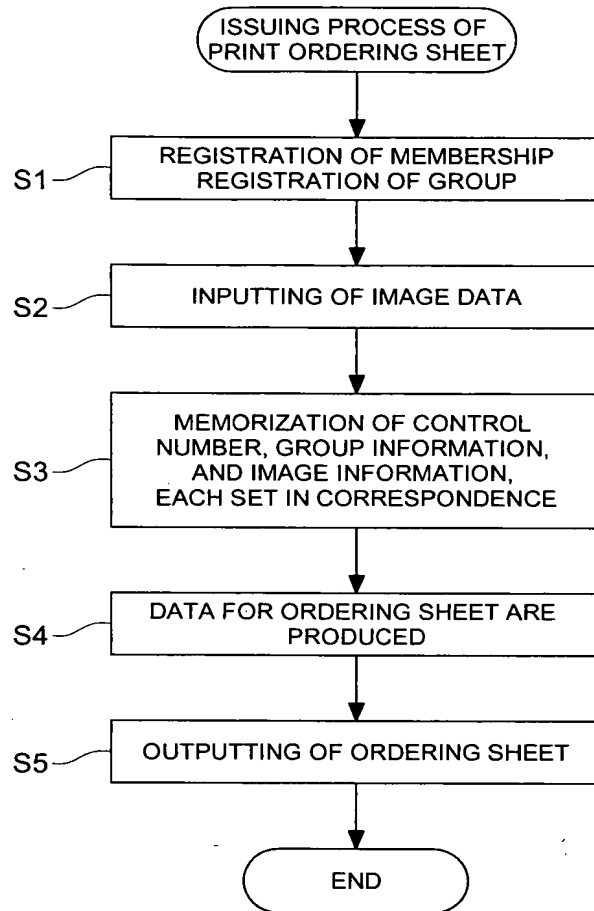 ISSUING PROCESS OF
PRINT ORDERING SHEET
S1
REGISTRATION OF MEMBERSHIP
REGISTRATION OF GROUP
S2
INPUTTING OF IMAGE DATA
S3
MEMORIZATION OF CONTROL
NUMBER, GROUP INFORMATION,
AND IMAGE INFORMATION,
EACH SET IN CORRESPONDENCE
S4
DATA FOR ORDERING SHEET ARE
PRODUCED
S5
OUTPUTTING OF ORDERING SHEET
END